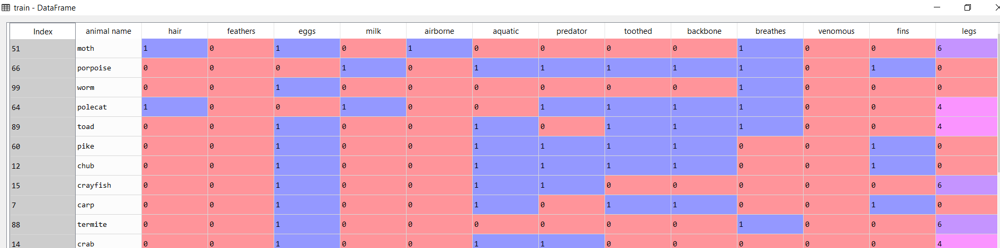 train - DataFrame
Index animal name hair feathers eggs milk airborne aquatic predator toothed backbone breathes venomous fins legs
51 moth 1 0 1 0 1 0 0 0 0 1 0 0 6
66 porpoise 0 0 0 1 0 1 1 1 1 1 0 1 0
99 worm 0 0 1 0 0 0 0 0 0 1 0 0 0
64 polecat 1 0 0 1 0 0 1 1 1 1 0 0 4
89 toad 0 0 1 0 0 1 0 1 1 1 0 0 4
60 pike 0 0 1 0 0 1 1 1 1 0 0 1 0
12 chub 0 0 1 0 0 1 1 1 1 0 0 1 0
15 crayfish 0 0 1 0 0 1 1 0 0 0 0 0 6
7 carp 0 0 1 0 0 1 0 1 1 0 0 1 0
88 termite 0 0 1 0 0 0 0 0 0 1 0 0 6
14 crab 0 0 1 0 0 1 1 0 0 0 0 0 4